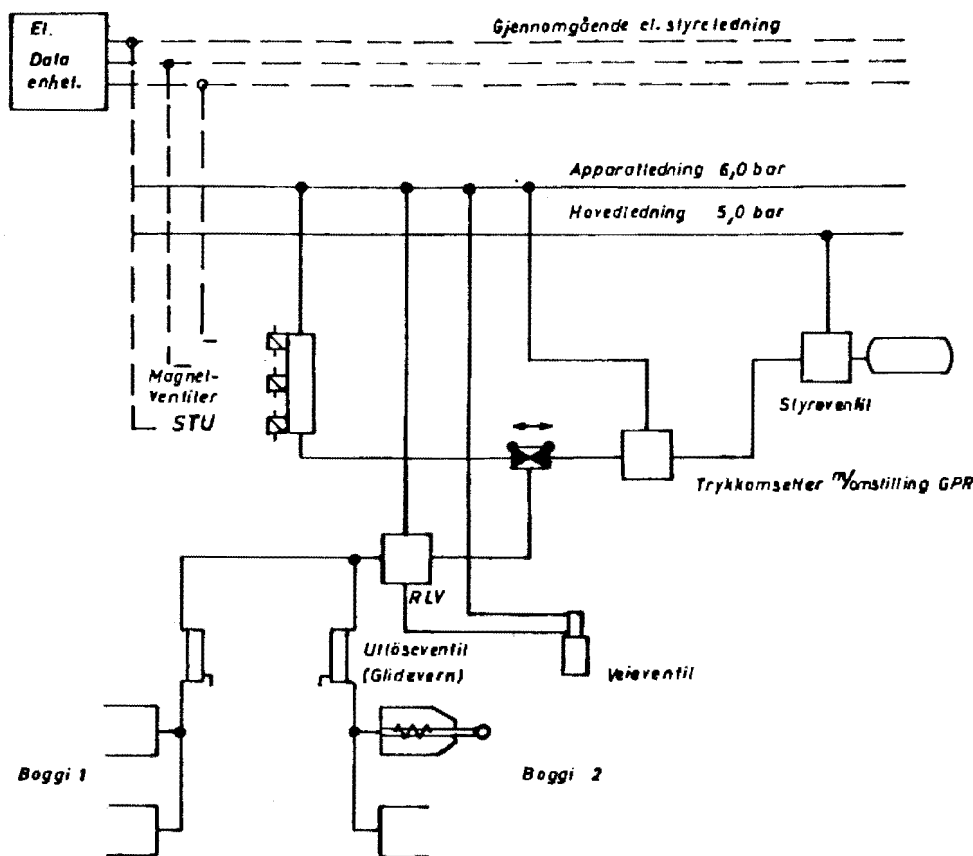 El.
Data
enhet.
Gjennomgående el. styreledning
Apparatledning 6,0 bar
Hovedledning 5,0 bar
Magnet-
Ventiler
STU
Styreventil
Trykkomsetter m/omstilling GPR
RLV
Utlöseventil
(Glidevern)
Veieventil
Boggi 1
Boggi 2